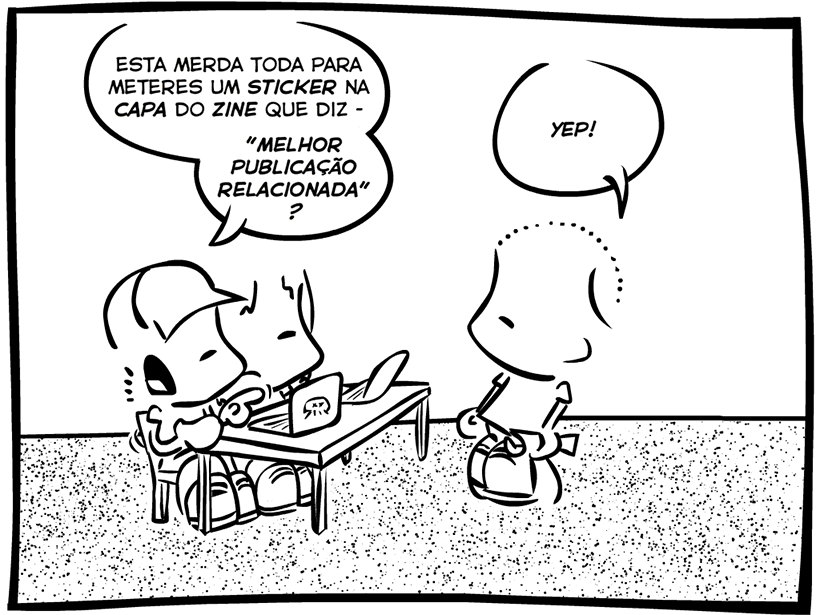 ESTA MERDA TODA PARA
METERES UM STICKER NA
CAPA DO ZINE QUE DIZ -
"MELHOR
PUBLICAÇÃO
RELACIONADA"
?
YEP!